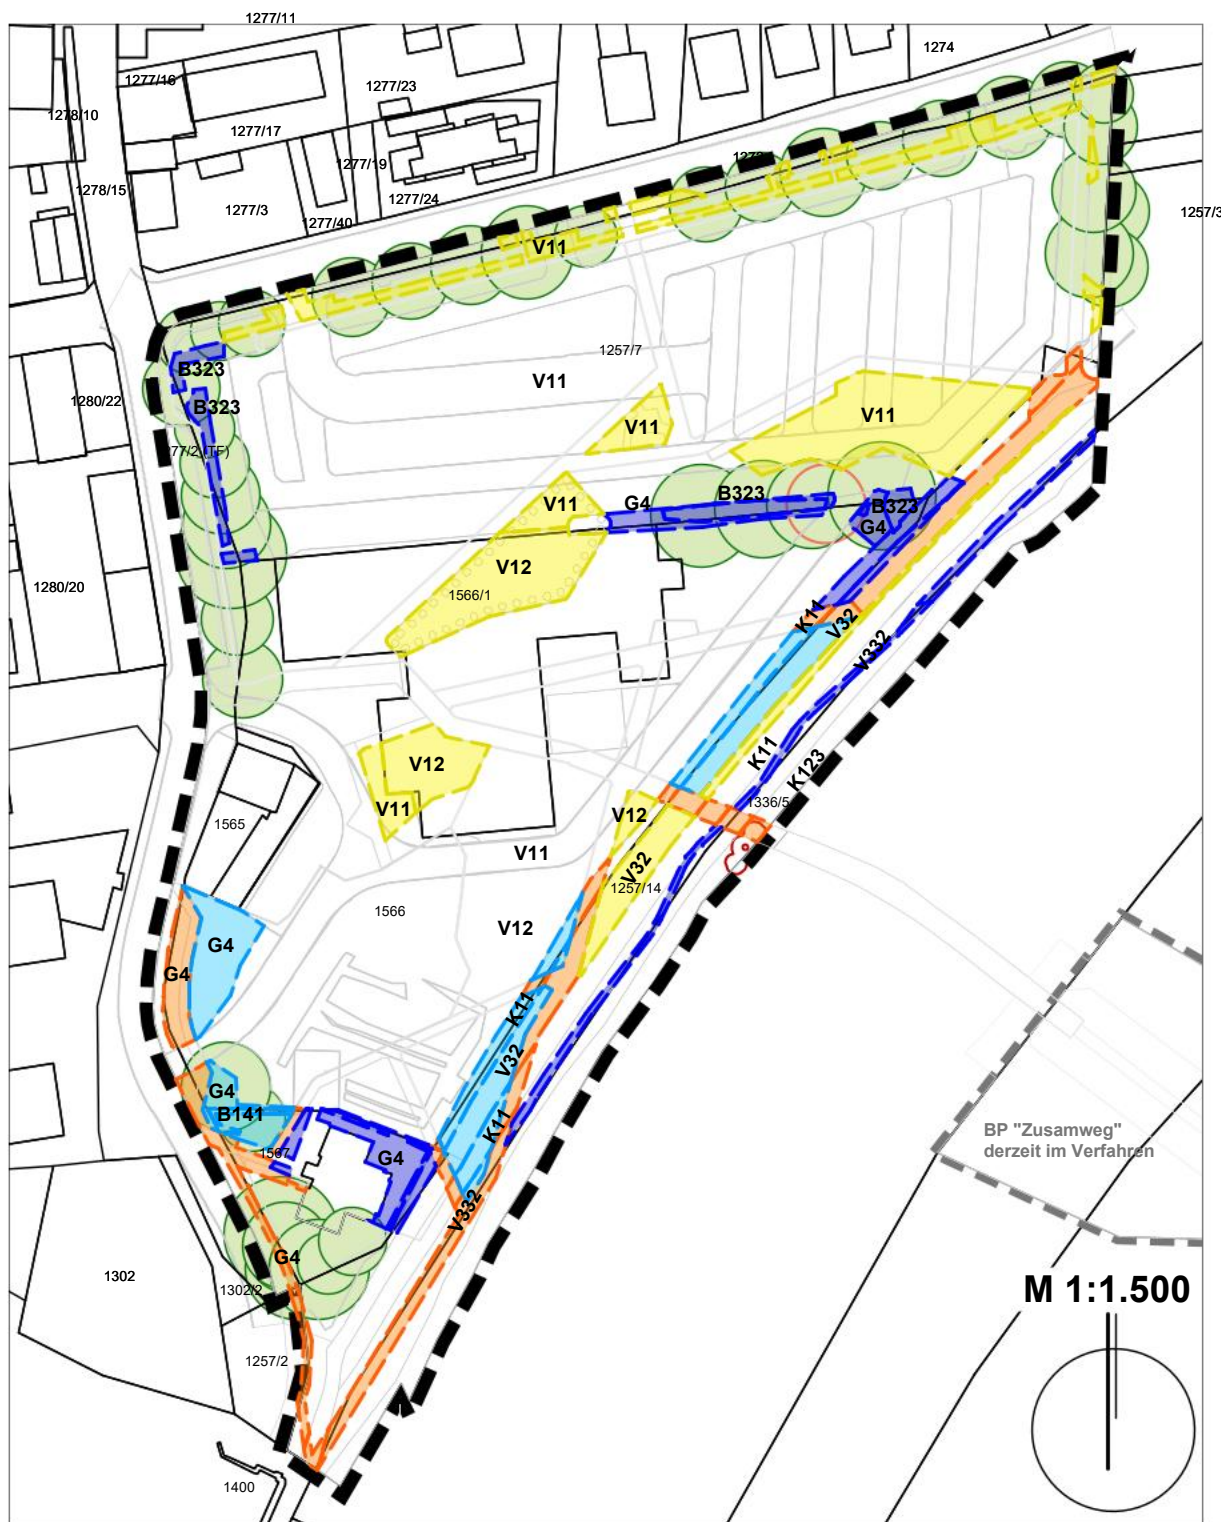 1277/11
1274
1277/16
1277/23
1278/10
1277/17
1277/19
1278/15
1277/24
1277/3
1277/40
1257/3
V11
1257/7
B323
V11
1280/22
B323
V11
V11
277/2 (TF)
V11
G4
B323
B323
G4
V12
1280/20
1566/1
K11
V32
V332
V12
K11
K123
V11
1336/5
V12
1565
V11
V32
1257/14
1566
V12
G4
G4
K11
V32
G4
B141
K11
BP "Zusamweg"
derzeit im Verfahren
1567
G4
V332
G4
1302
1302/2
M 1:1.500
1257/2
1400